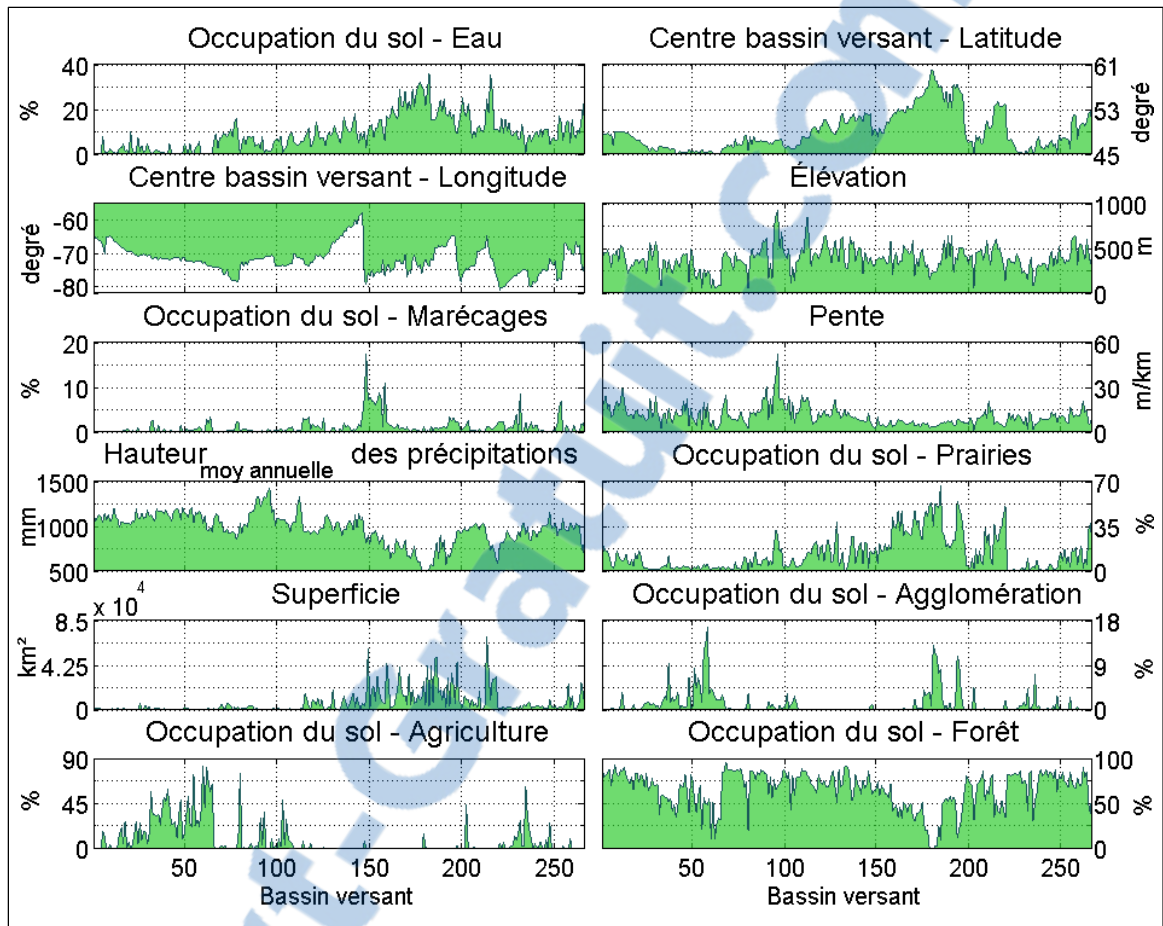 Occupation du sol - Eau
Centre bassin versant - Latitude
40
20
0
%
61
53
45
degré
Centre bassin versant - Longitude
Élévation
-60
-70
-80
degré
1000
500
0
m
Occupation du sol - Marécages
Pente
20
10
0
%
60
30
0
m/km
Hauteur moy annuelle des précipitations
Occupation du sol - Prairies
1500
1000
500
mm
70
35
0
%
x 10^4
Superficie
Occupation du sol - Agglomération
8.5
4.25
0
km²
18
9
0
%
Occupation du sol - Agriculture
Occupation du sol - Forêt
90
45
0
%
100
50
0
%
50 100 150 200 250
50 100 150 200 250
Bassin versant
Bassin versant
rt-Gratuit.com